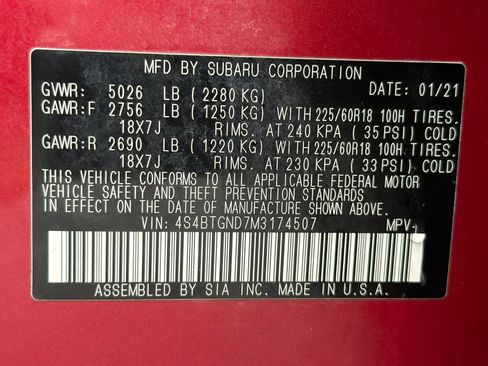 MFD BY SUBARU CORPORATION
GVWR: 5026 LB (2280 KG) DATE: 01/21
GAWR:F 2756 LB (1250 KG) WITH 225/60R18 100H TIRES.
18X7J RIMS. AT 240 KPA (35 PSI) COLD
GAWR:R 2690 LB (1220 KG) WITH 225/60R18 100H TIRES.
18X7J RIMS. AT 230 KPA (33 PSI) COLD
THIS VEHICLE CONFORMS TO ALL APPLICABLE FEDERAL MOTOR
VEHICLE SAFETY AND THEFT PREVENTION STANDARDS
IN EFFECT ON THE DATE OF MANUFACTURE SHOWN ABOVE.
VIN: 4S4BTGND7M3174507 MPV
ASSEMBLED BY SIA INC. MADE IN U.S.A.